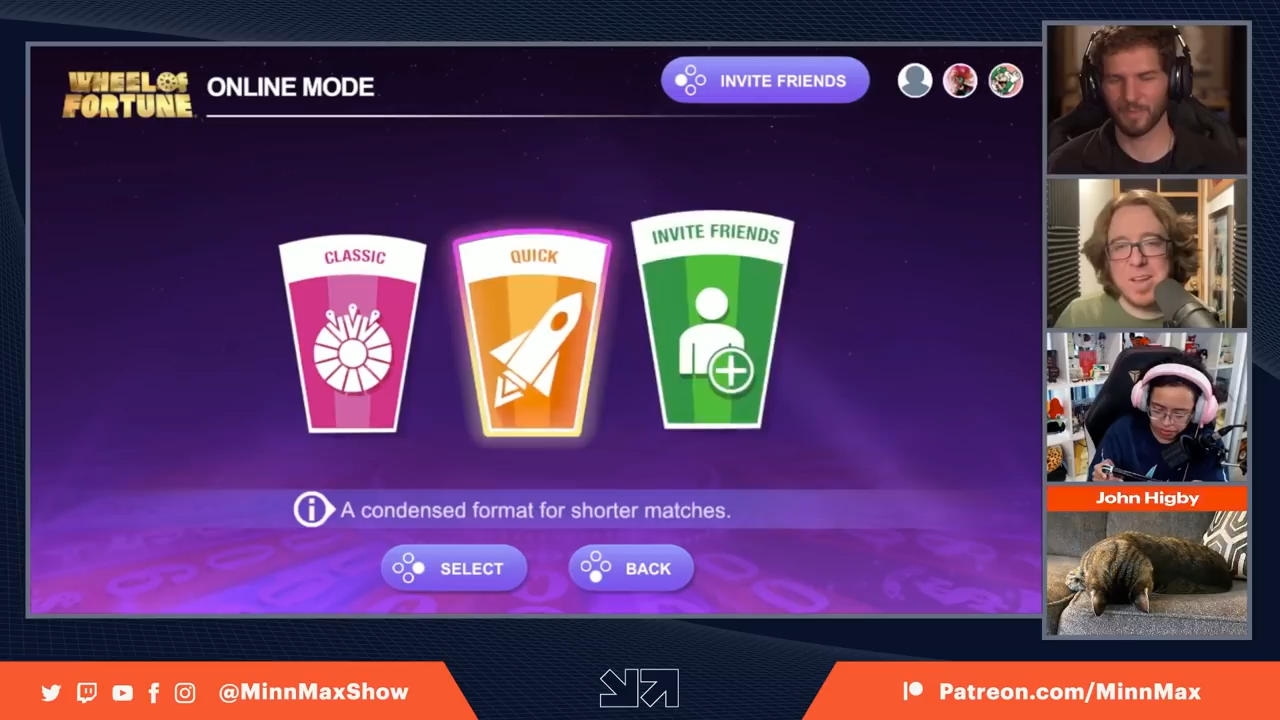 WHEEL OF
FORTUNE
ONLINE MODE
INVITE FRIENDS
CLASSIC
QUICK
INVITE FRIENDS
A condensed format for shorter matches.
SELECT
BACK
John Higby
@MinnMaxShow
Patreon.com/MinnMax